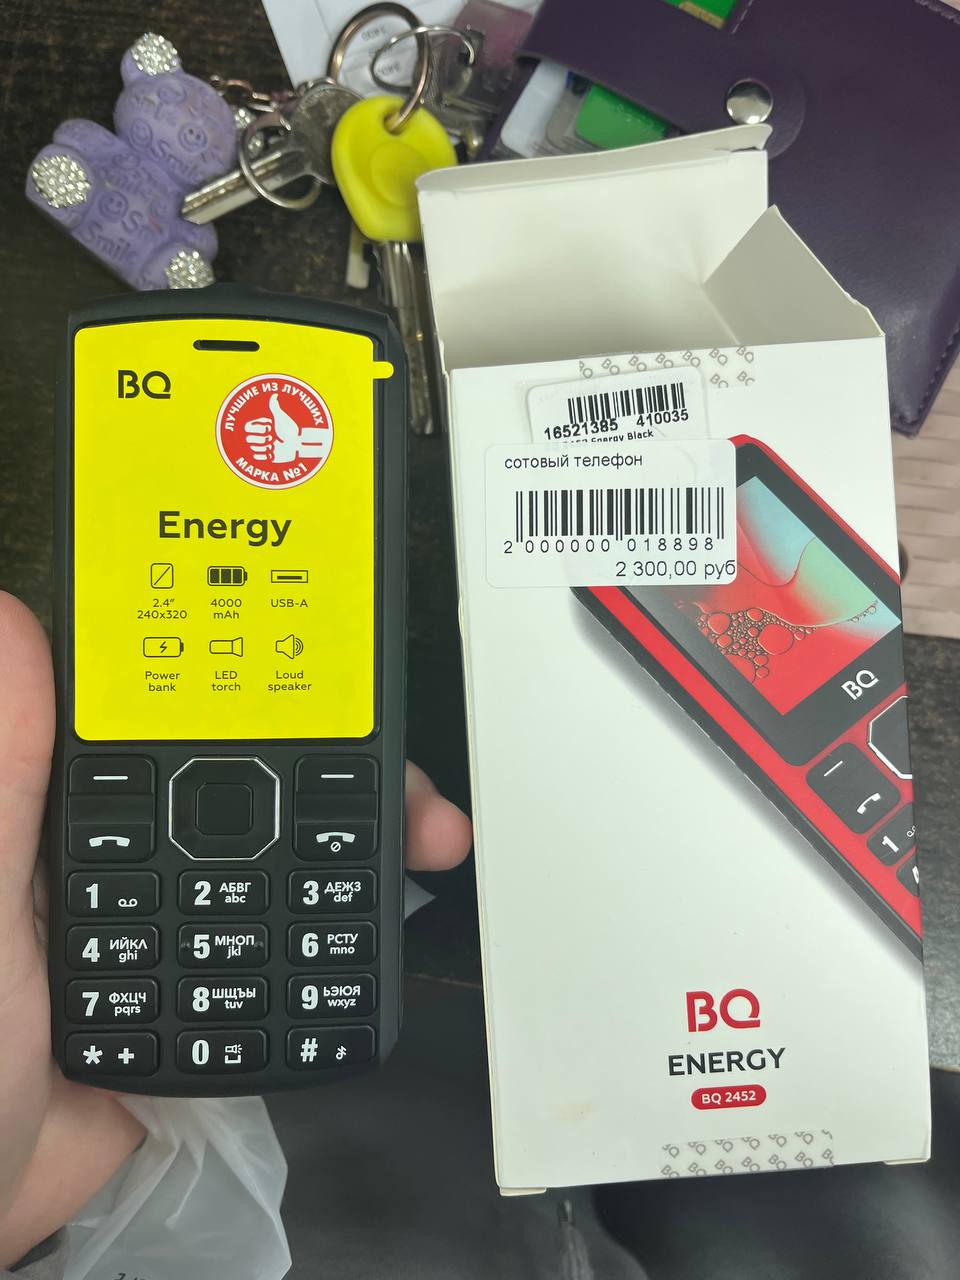 Smile
Smile
BQ
ЛУЧШИЕ ИЗ ЛУЧШИХ
МАРКА №1
Energy
2.4"
240x320
4000
mAh
USB-A
Power
bank
LED
torch
Loud
speaker
1
2 АБВГ abc
3 ДЕЖЗ def
4 ИЙКЛ ghi
5 МНОП jkl
6 РСТУ mno
7 ФХЦЧ pqrs
8 ШЩЪЫ tuv
9 ЬЭЮЯ wxyz
* +
0
#
16521385 410035
Energy Black
сотовый телефон
2 000000 018898
2 300,00 руб
BQ
1
BQ
ENERGY
BQ 2452